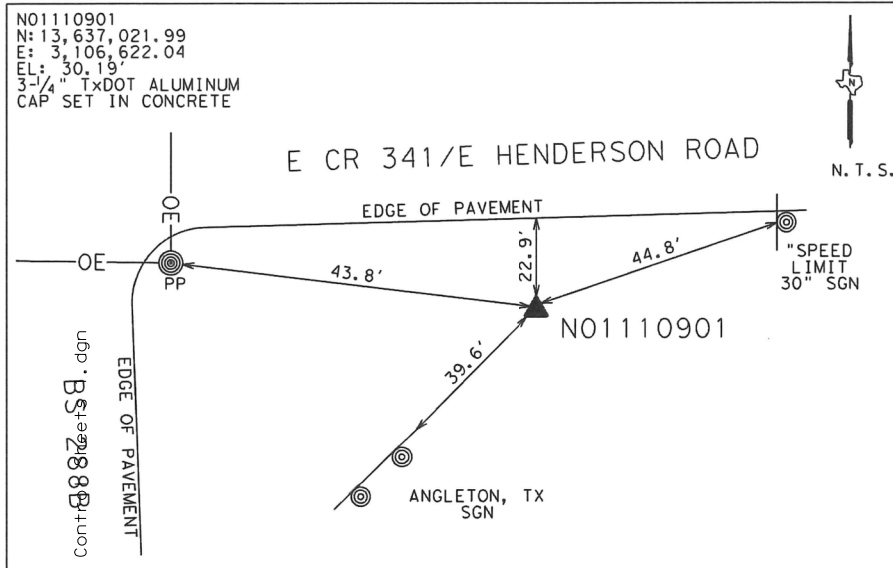 N01110901
N: 13,637,021.99
E: 3,106,622.04
EL: 30.19'
3-1/4" TxDOT ALUMINUM
CAP SET IN CONCRETE
N
N.T.S.
E CR 341/E HENDERSON ROAD
EDGE OF PAVEMENT
OE
OE
PP
43.8'
22.9'
44.8'
"SPEED
LIMIT
30" SGN
N01110901
39.6'
EDGE OF PAVEMENT
BS 288B
.dgn
ANGLETON, TX
SGN